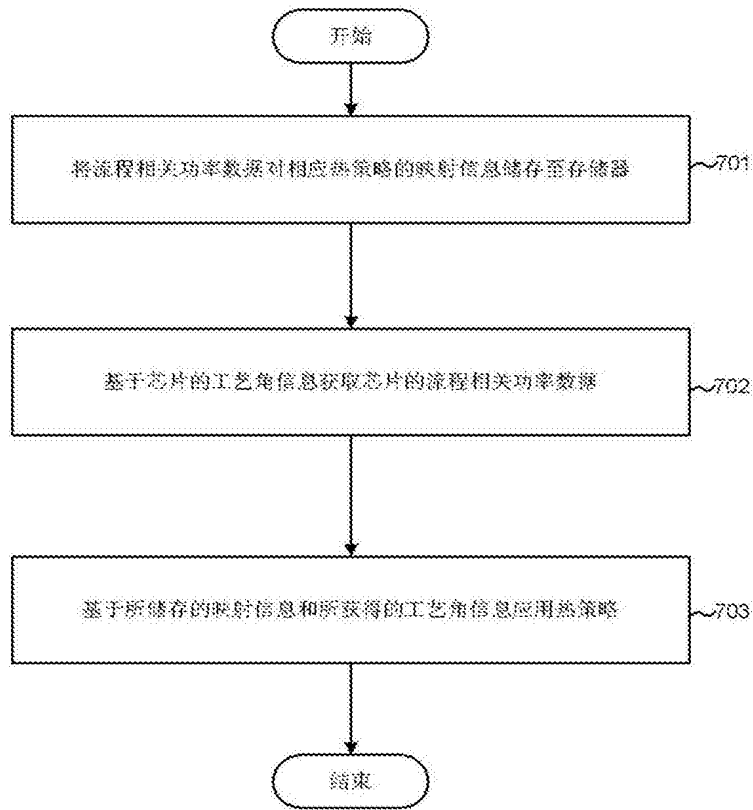 开始
将流程相关功率数据对相应热策略的映射信息储存至存储器
701
基于芯片的工艺角信息获取芯片的流程相关功率数据
702
基于所储存的映射信息和所获得的工艺角信息应用热策略
703
结束